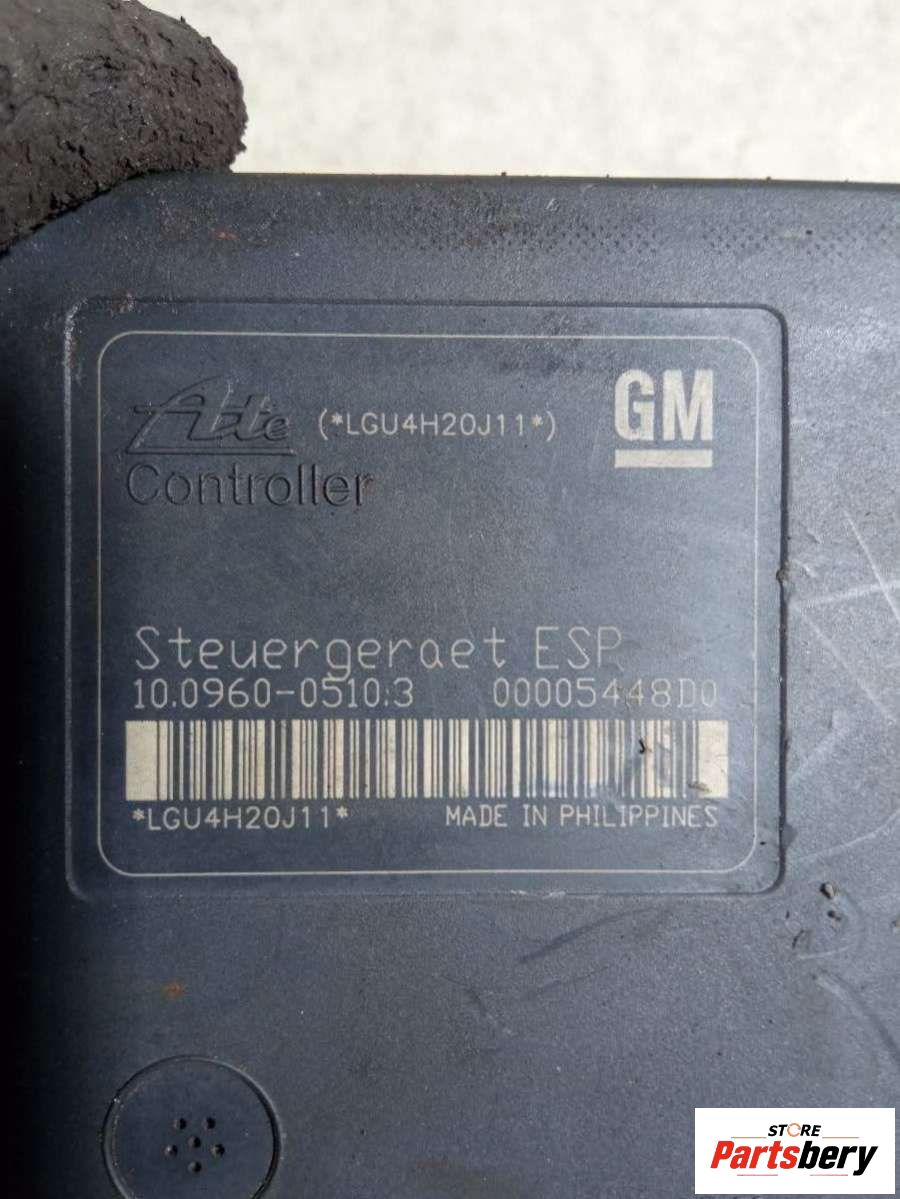 Ate (*LGU4H20J11*) GM
Controller
Steuergeraet ESP
10.0960-0510.3 00005448D0
*LGU4H20J11* MADE IN PHILIPPINES
STORE
Partsbery